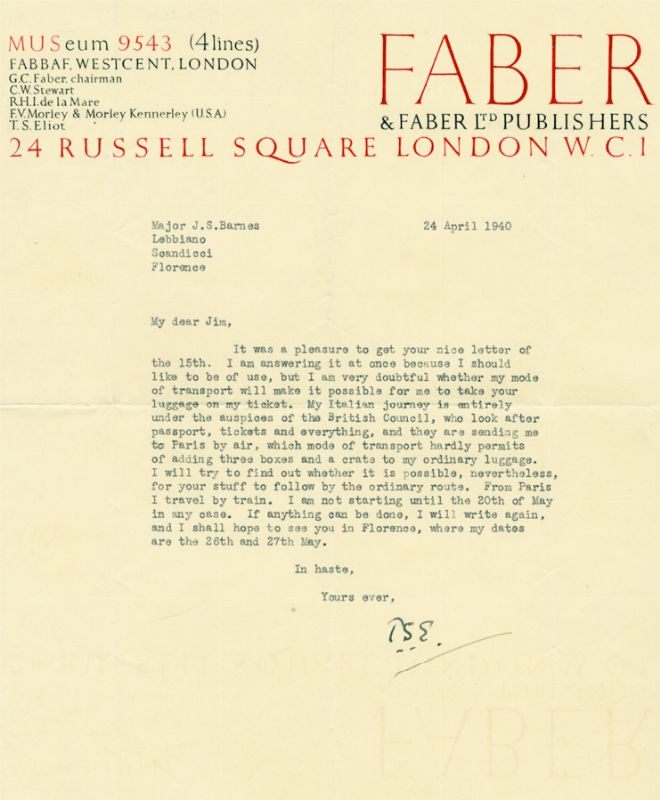 MUSeum 9543 (4 lines)
FABBAF, WESTCENT, LONDON
G.C. Faber, chairman
C.W. Stewart
R.H.I. de la Mare
F.V. Morley & Morley Kennerley (U.S.A)
T.S. Eliot
FABER
& FABER LTD PUBLISHERS
24 RUSSELL SQUARE LONDON W.C.1
Major J.S.Barnes
Lebbiano
Scandicci
Florence
24 April 1940
My dear Jim,
It was a pleasure to get your nice letter of
the 15th. I am answering it at once because I should
like to be of use, but I am very doubtful whether my mode
of transport will make it possible for me to take your
luggage on my ticket. My Italian journey is entirely
under the auspices of the British Council, who look after
passport, tickets and everything, and they are sending me
to Paris by air, which mode of transport hardly permits
of adding three boxes and a crate to my ordinary luggage.
I will try to find out whether it is possible, nevertheless,
for your stuff to follow by the ordinary route. From Paris
I travel by train. I am not starting until the 20th of May
in any case. If anything can be done, I will write again,
and I shall hope to see you in Florence, where my dates
are the 26th and 27th May.
In haste,
Yours ever,
TSE.